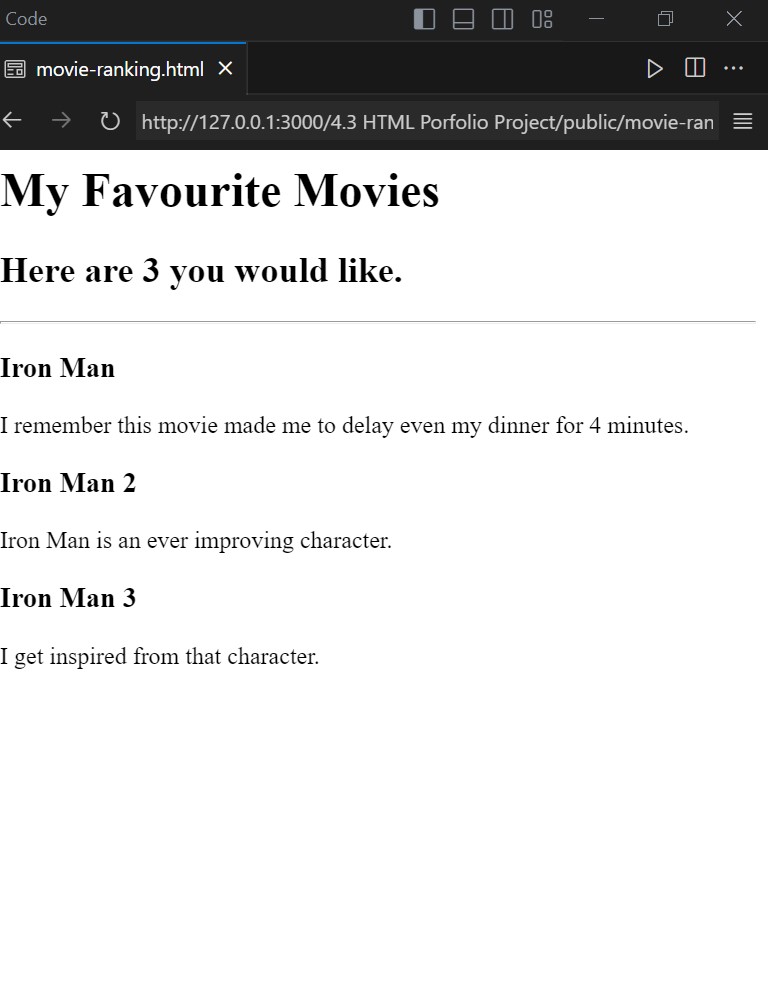 Code
movie-ranking.html
http://127.0.0.1:3000/4.3 HTML Porfolio Project/public/movie-ran
My Favourite Movies
Here are 3 you would like.
Iron Man
I remember this movie made me to delay even my dinner for 4 minutes.
Iron Man 2
Iron Man is an ever improving character.
Iron Man 3
I get inspired from that character.